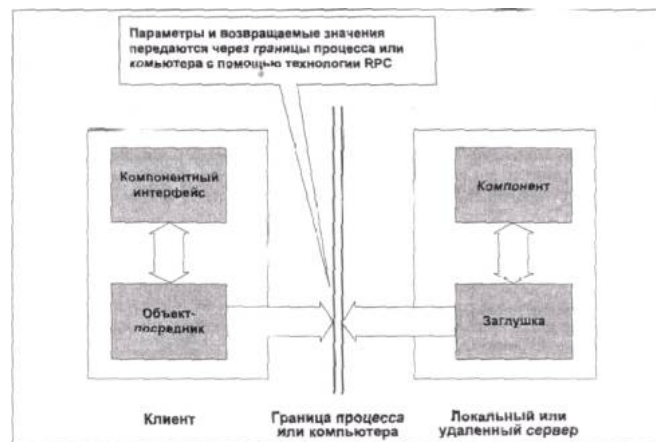 Параметры и возвращаемые значения
передаются через границы процесса или
комьютера с помощью технологии RPC
Компонентный
интерфейс
Компонент
Объект-
посредник
Заглушка
Клиент
Граница процесса
или компьютера
Локальный или
удаленный сервер